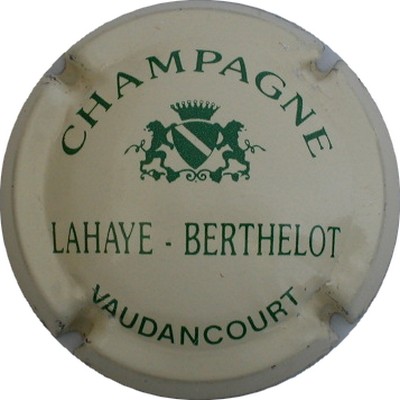 CHAMPAGNE
LAHAYE - BERTHELOT
VAUDANCOURT